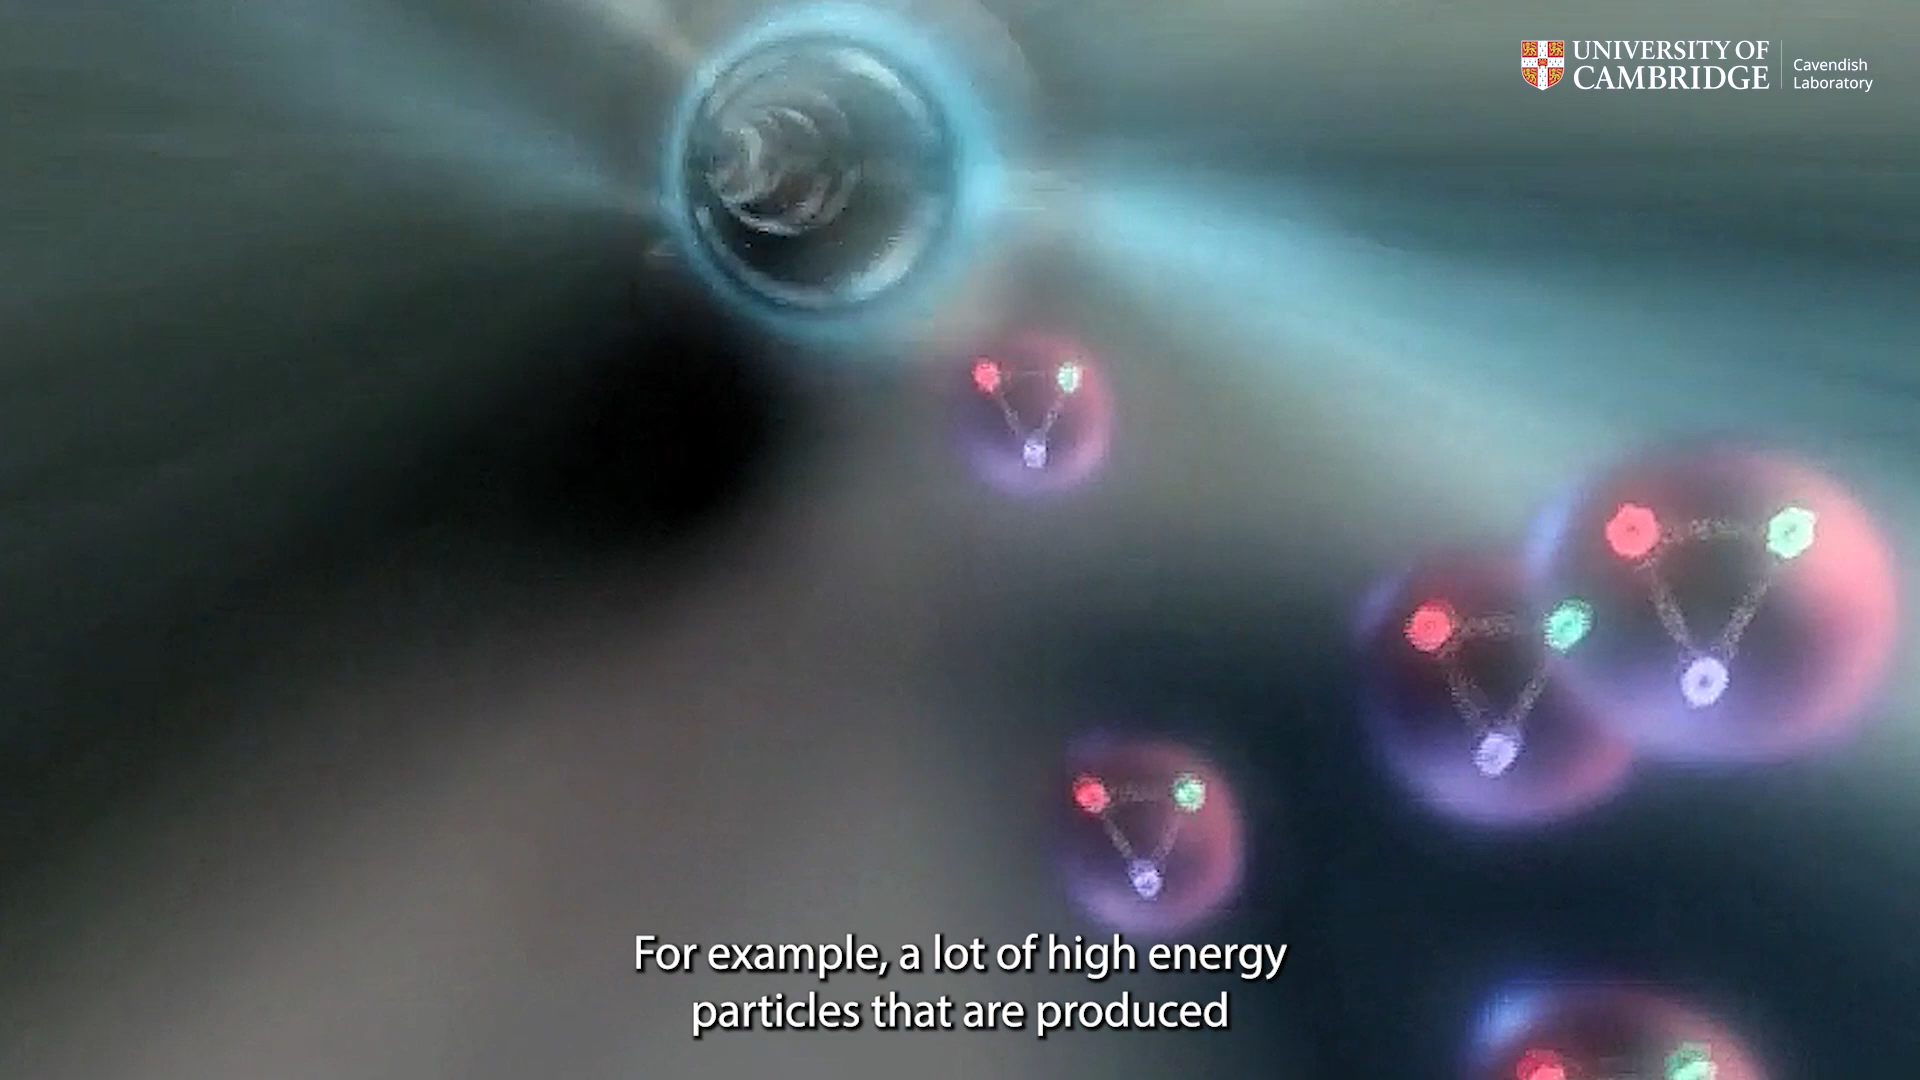 UNIVERSITY OF
CAMBRIDGE
Cavendish
Laboratory
For example, a lot of high energy
particles that are produced